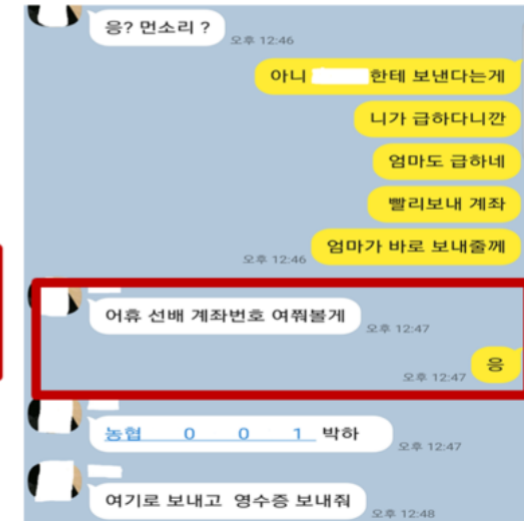 응? 먼소리 ?
오후 12:46
아니 한테 보낸다는게
니가 급하다니깐
엄마도 급하네
빨리보내 계좌
엄마가 바로 보내줄께
오후 12:46
어휴 선배 계좌번호 여쭤볼게
오후 12:47
응
오후 12:47
농협 0 0 1 박하
오후 12:47
여기로 보내고 영수증 보내줘
오후 12:48